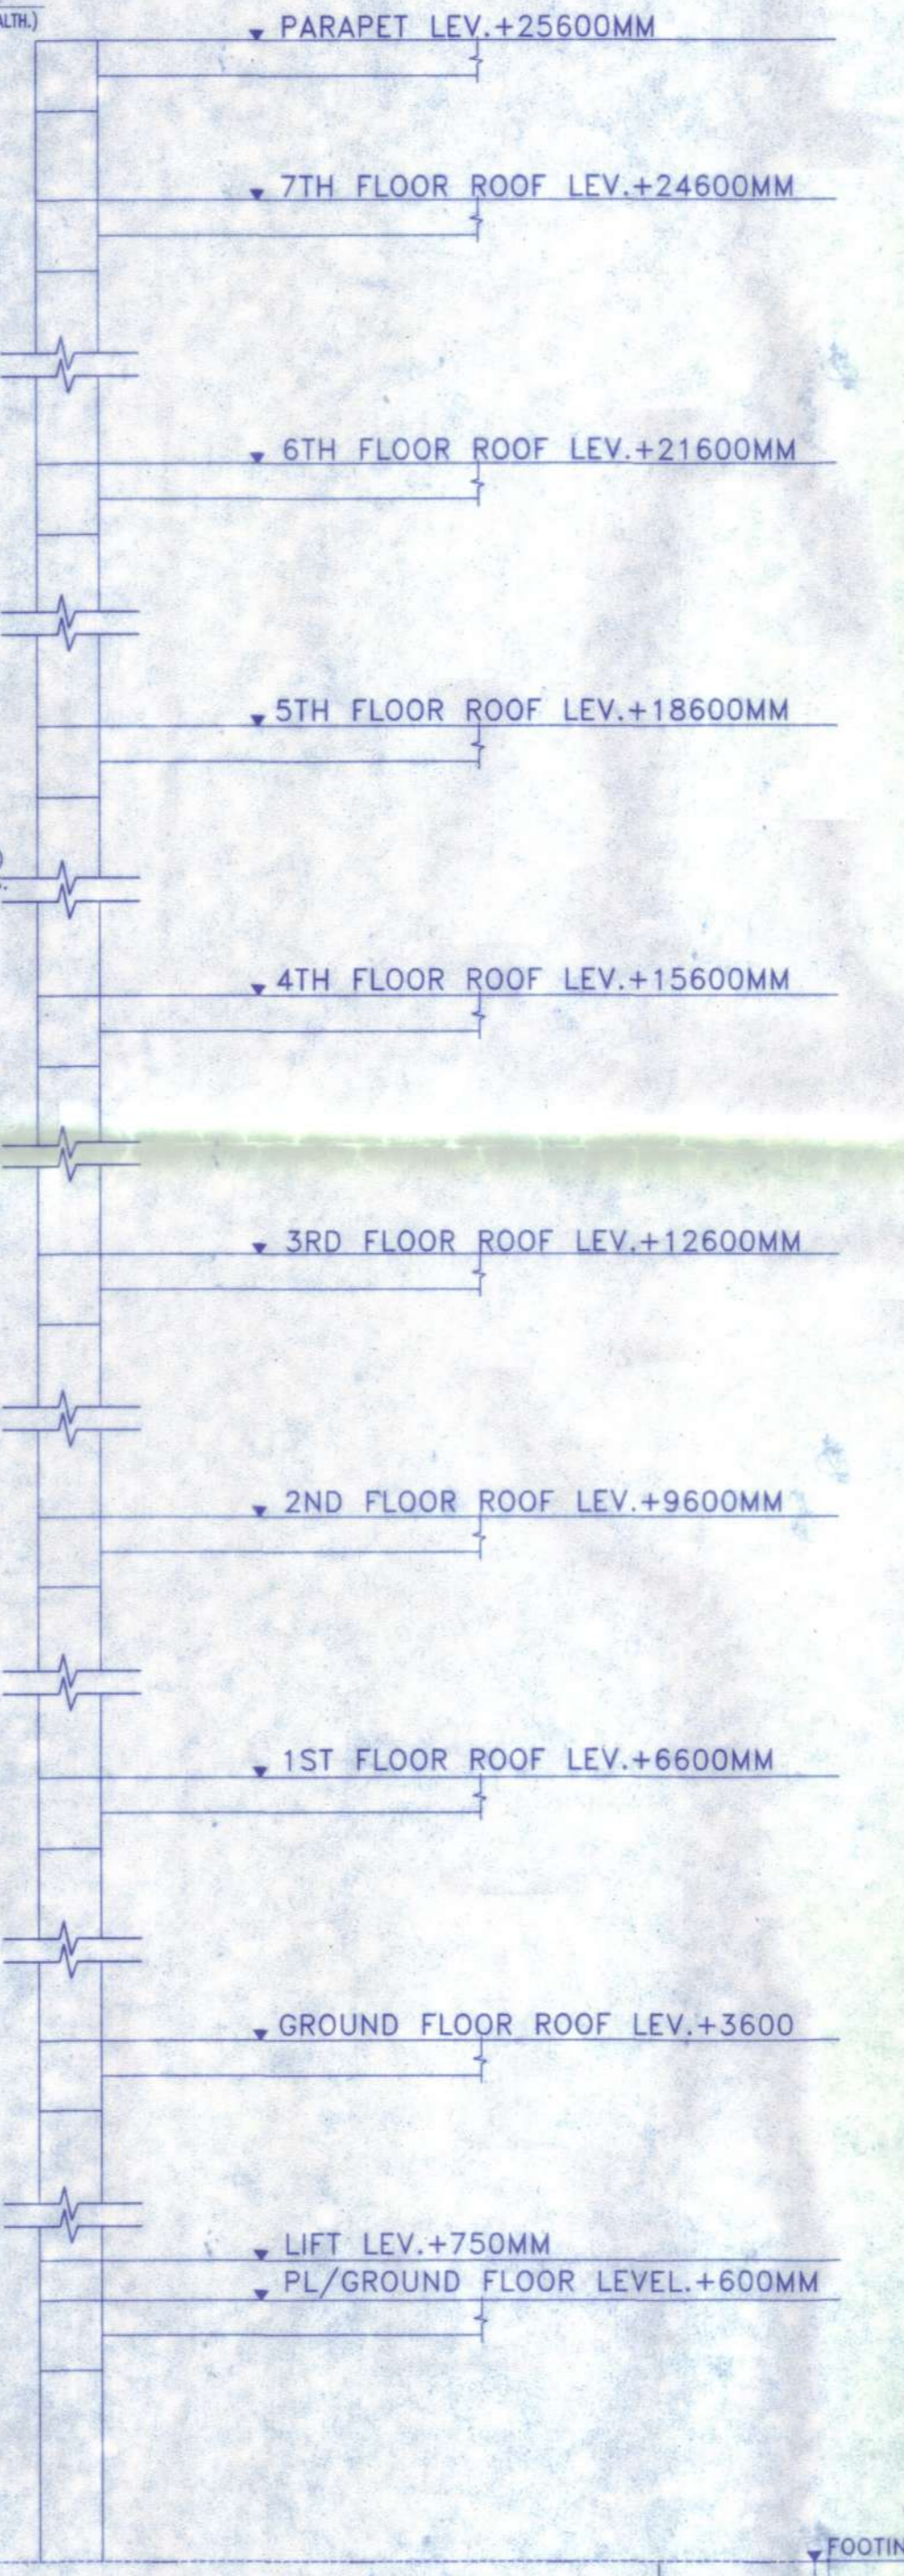 PARAPET LEV.+25600MM
7TH FLOOR ROOF LEV.+24600MM
6TH FLOOR ROOF LEV.+21600MM
5TH FLOOR ROOF LEV.+18600MM
4TH FLOOR ROOF LEV.+15600MM
3RD FLOOR ROOF LEV.+12600MM
2ND FLOOR ROOF LEV.+9600MM
1ST FLOOR ROOF LEV.+6600MM
GROUND FLOOR ROOF LEV.+3600
LIFT LEV.+750MM
PL/GROUND FLOOR LEVEL.+600MM